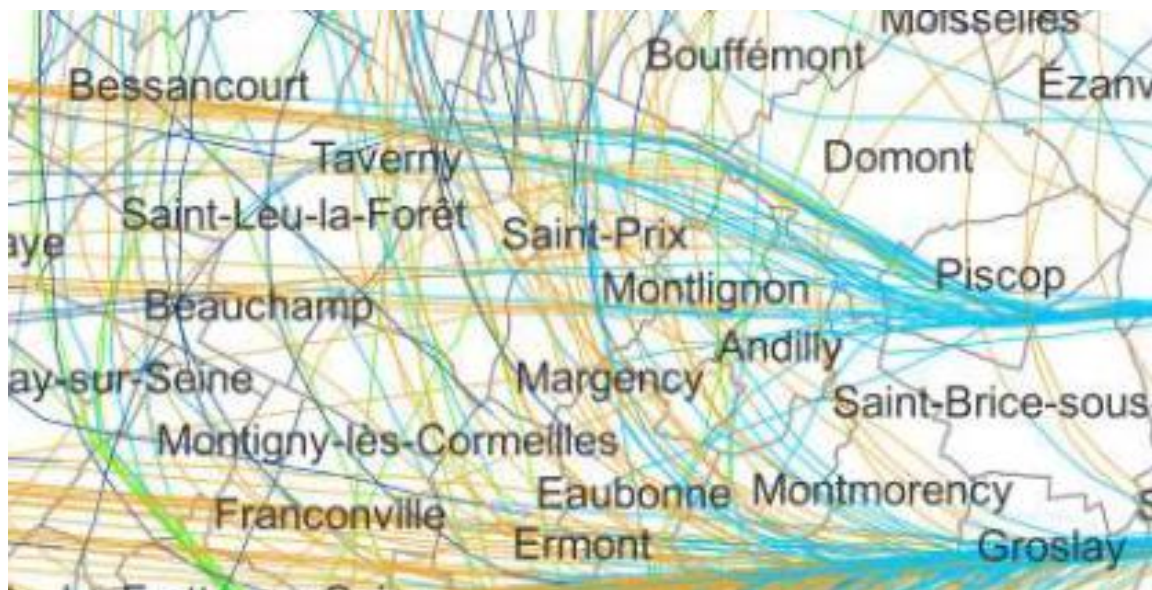 Moisselles
Bouffémont
Bessancourt
Ézanv
Taverny
Domont
Saint-Leu-la-Forêt
Saint-Prix
aye
Piscop
Montlignon
Beauchamp
Andilly
ay-sur-Seine
Margency
Saint-Brice-sous
Montigny-lès-Cormeilles
Eaubonne
Montmorency
Franconville
Ermont
Groslay